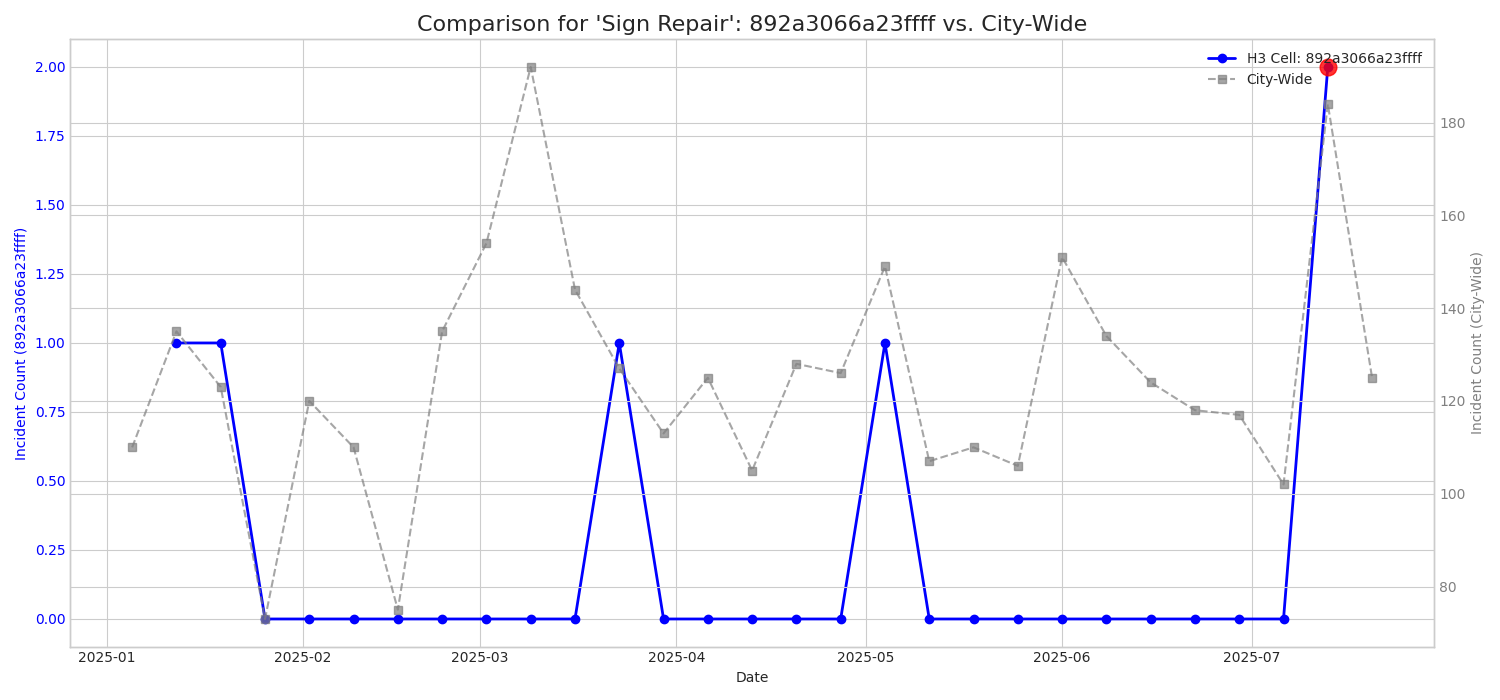 Comparison for 'Sign Repair': 892a3066a23ffff vs. City-Wide
H3 Cell: 892a3066a23ffff
City-Wide
Incident Count (892a3066a23ffff)
2.00
1.75
1.50
1.25
1.00
0.75
0.50
0.25
0.00
180
160
140
120
100
80
Incident Count (City-Wide)
2025-01 2025-02 2025-03 2025-04 2025-05 2025-06 2025-07
Date